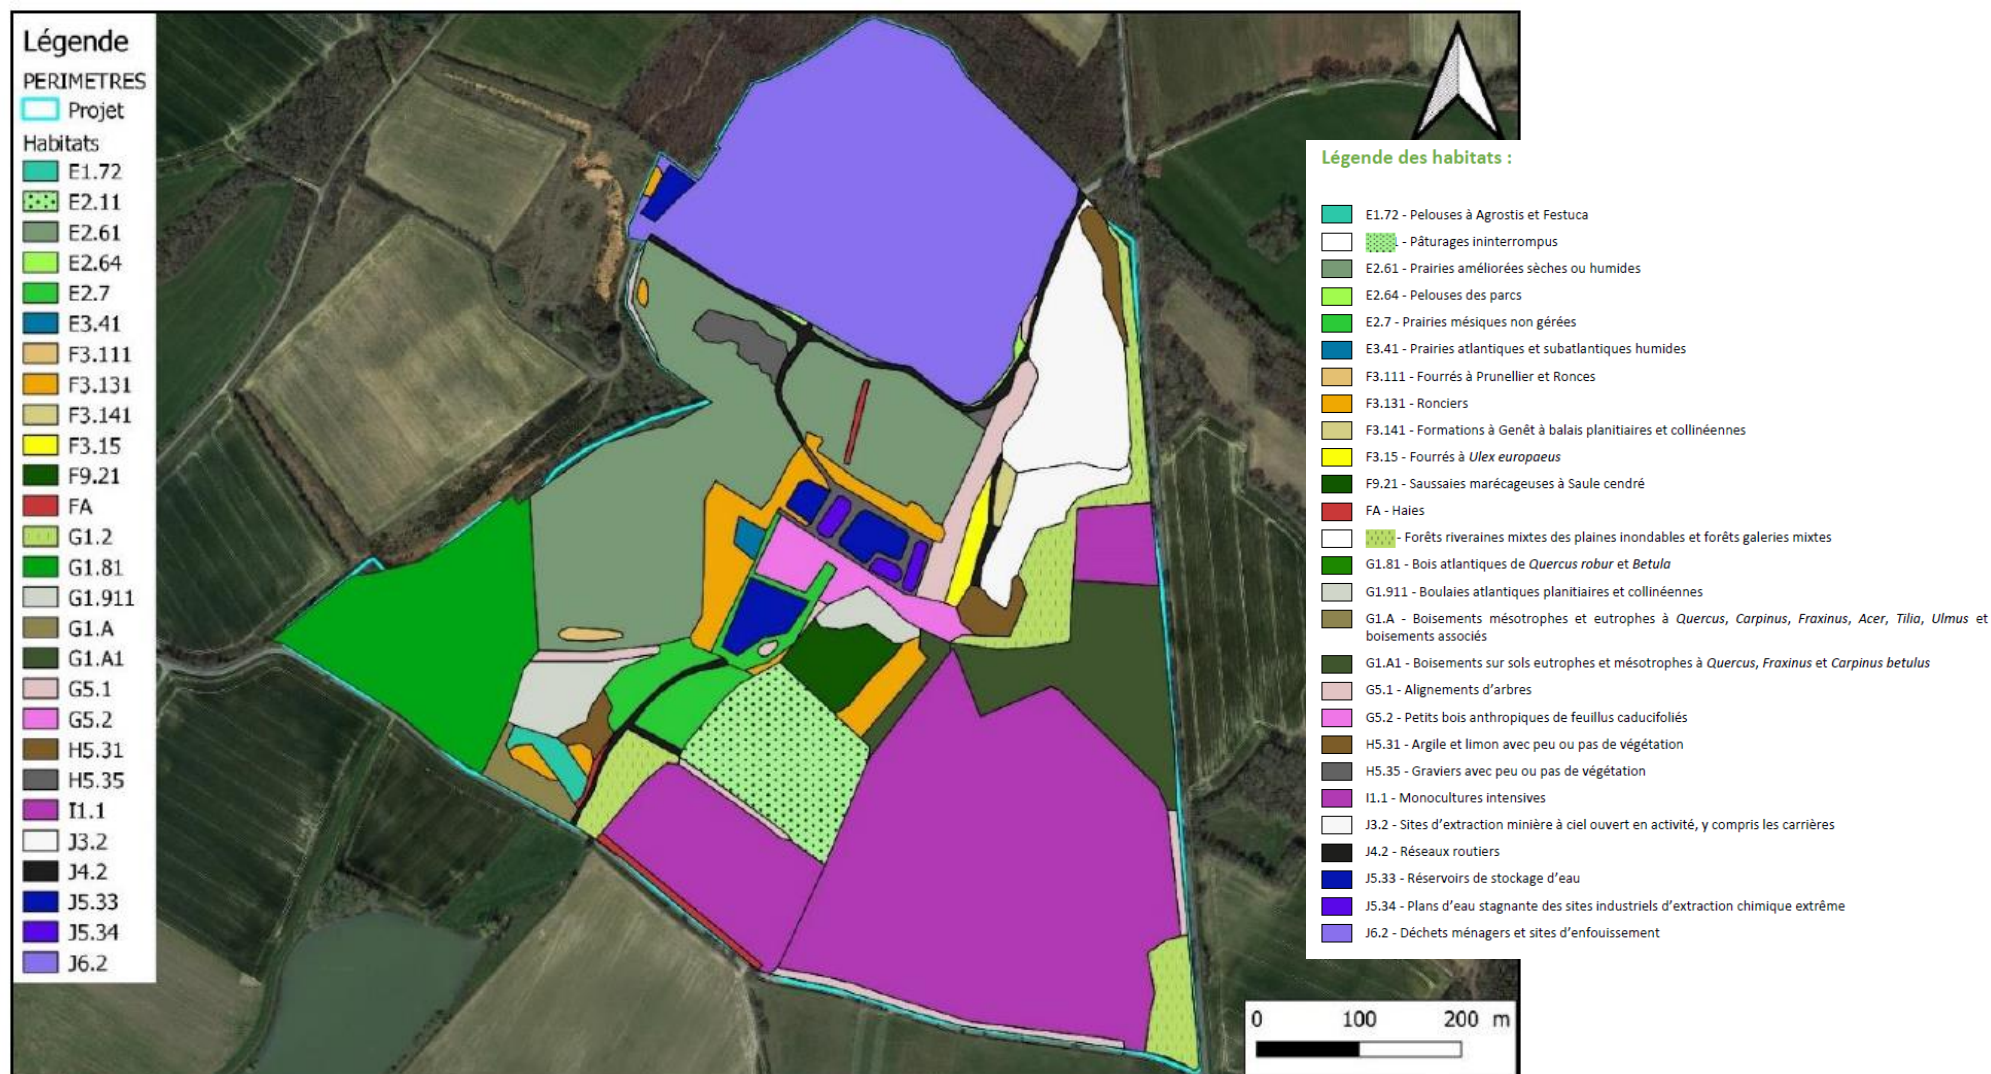 Légende
PERIMETRES
Projet
Habitats
E1.72
E2.11
E2.61
E2.64
E2.7
E3.41
F3.111
F3.131
F3.141
F3.15
F9.21
FA
G1.2
G1.81
G1.911
G1.A
G1.A1
G5.1
G5.2
H5.31
H5.35
I1.1
J3.2
J4.2
J5.33
J5.34
J6.2
Légende des habitats :
E1.72 - Pelouses à Agrostis et Festuca
- Pâturages ininterrompus
E2.61 - Prairies améliorées sèches ou humides
E2.64 - Pelouses des parcs
E2.7 - Prairies mésiques non gérées
E3.41 - Prairies atlantiques et subatlantiques humides
F3.111 - Fourrés à Prunellier et Ronces
F3.131 - Ronciers
F3.141 - Formations à Genêt à balais planitiaires et collinéennes
F3.15 - Fourrés à Ulex europaeus
F9.21 - Saussaies marécageuses à Saule cendré
FA - Haies
- Forêts riveraines mixtes des plaines inondables et forêts galeries mixtes
G1.81 - Bois atlantiques de Quercus robur et Betula
G1.911 - Boulaies atlantiques planitiaires et collinéennes
G1.A - Boisements mésotrophes et eutrophes à Quercus, Carpinus, Fraxinus, Acer, Tilia, Ulmus et
boisements associés
G1.A1 - Boisements sur sols eutrophes et mésotrophes à Quercus, Fraxinus et Carpinus betulus
G5.1 - Alignements d'arbres
G5.2 - Petits bois anthropiques de feuillus caducifoliés
H5.31 - Argile et limon avec peu ou pas de végétation
H5.35 - Graviers avec peu ou pas de végétation
I1.1 - Monocultures intensives
J3.2 - Sites d'extraction minière à ciel ouvert en activité, y compris les carrières
J4.2 - Réseaux routiers
J5.33 - Réservoirs de stockage d'eau
J5.34 - Plans d'eau stagnante des sites industriels d'extraction chimique extrême
J6.2 - Déchets ménagers et sites d'enfouissement
0 100 200 m